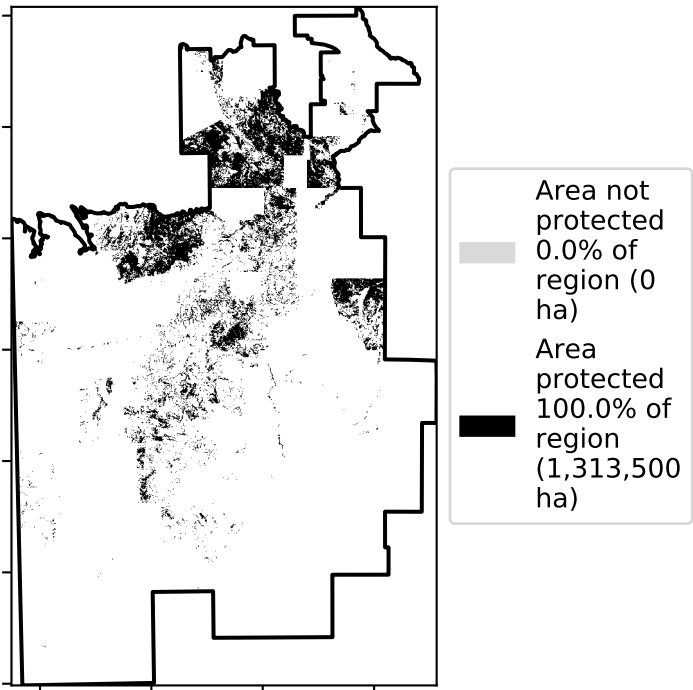 Area not
protected
0.0% of
region (0
ha)
Area
protected
100.0% of
region
(1,313,500
ha)